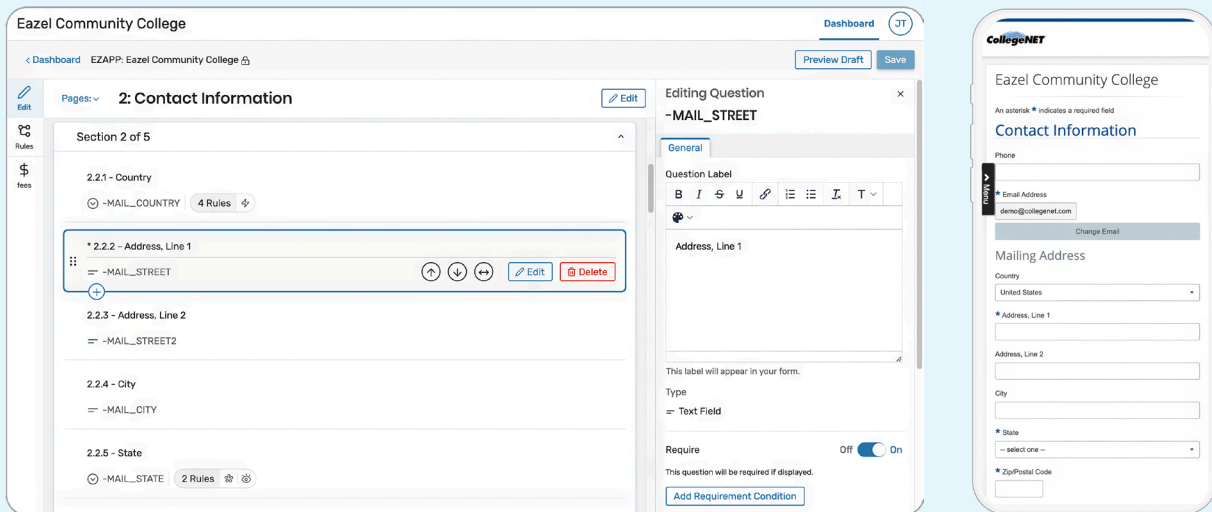 Eazel Community College
Dashboard
JT
< Dashboard EZAPP: Eazel Community College
Preview Draft
Save
Edit
Rules
fees
Pages:
2: Contact Information
Edit
Section 2 of 5
2.2.1 - Country
-MAIL_COUNTRY
4 Rules
* 2.2.2 - Address, Line 1
-MAIL_STREET
Edit
Delete
2.2.3 - Address, Line 2
-MAIL_STREET2
2.2.4 - City
-MAIL_CITY
2.2.5 - State
-MAIL_STATE
2 Rules
Editing Question
-MAIL_STREET
General
Question Label
B I S U T
Address, Line 1
This label will appear in your form.
Type
Text Field
Require
Off On
This question will be required if displayed.
Add Requirement Condition
CollegeNET
Menu
Eazel Community College
An asterisk * indicates a required field
Contact Information
Phone
* Email Address
demo@collegenet.com
Change Email
Mailing Address
Country
United States
* Address, Line 1
Address, Line 2
City
* State
-- select one --
* Zip/Postal Code